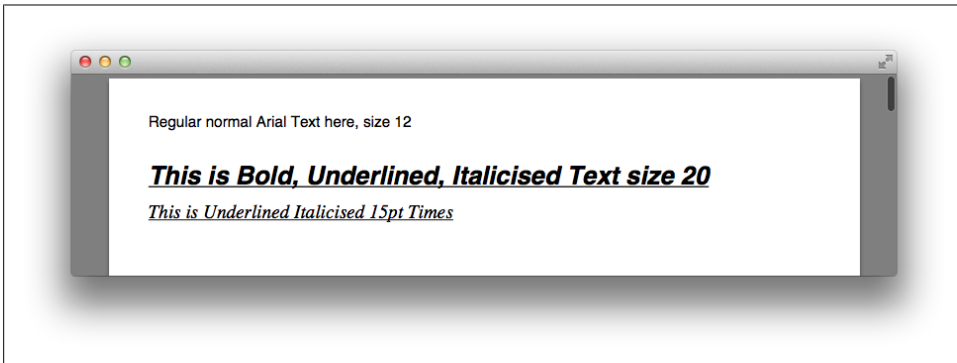 Regular normal Arial Text here, size 12
This is Bold, Underlined, Italicised Text size 20
This is Underlined Italicised 15pt Times